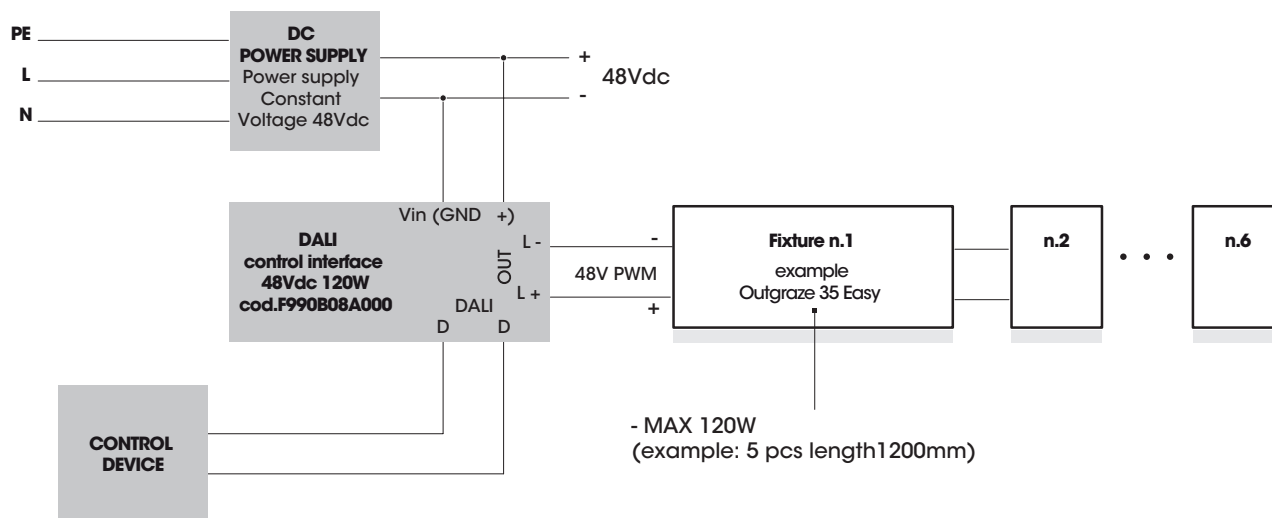 PE
L
N
DC
POWER SUPPLY
Power supply
Constant
Voltage 48Vdc
+
48Vdc
-
Vin (GND +)
DALI
control interface
48Vdc 120W
cod.F990B08A000
L -
OUT
L +
DALI
D D
-
48V PWM
+
Fixture n.1
example
Outgraze 35 Easy
n.2
• • •
n.6
- MAX 120W
(example: 5 pcs length1200mm)
CONTROL
DEVICE